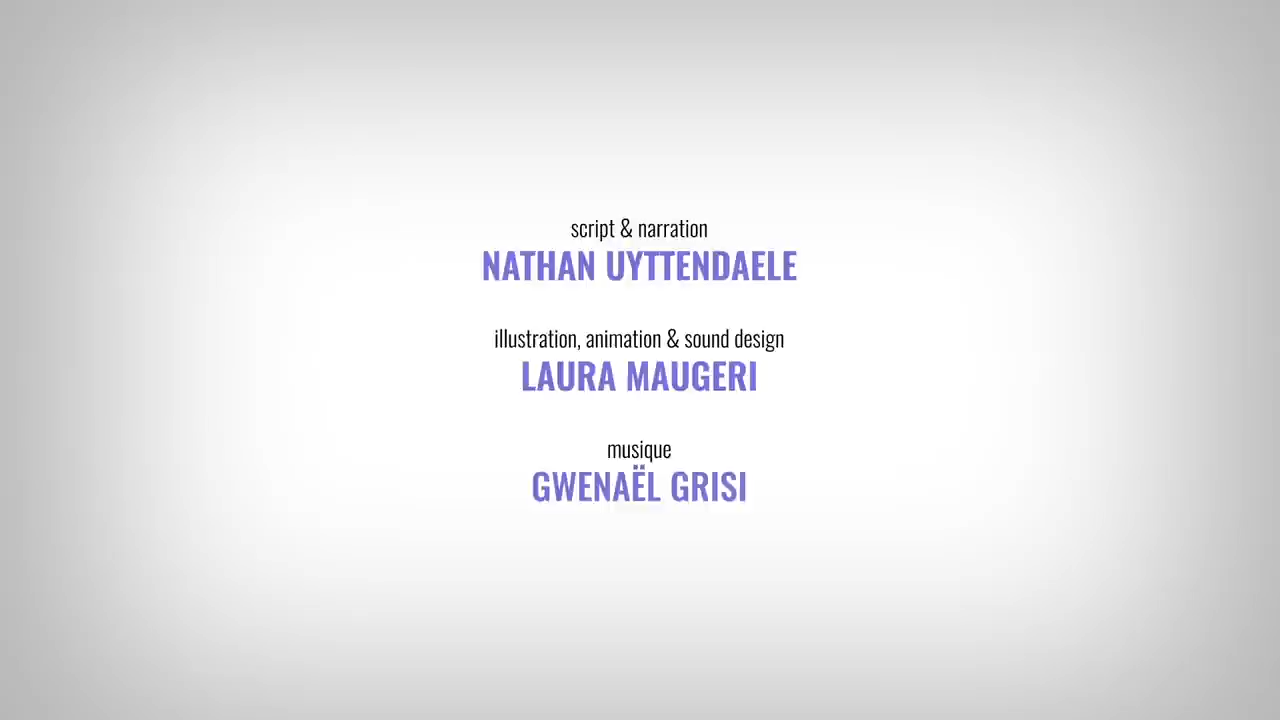 script & narration
NATHAN UYTTENDAELE
illustration, animation & sound design
LAURA MAUGERI
musique
GWENAËL GRISI